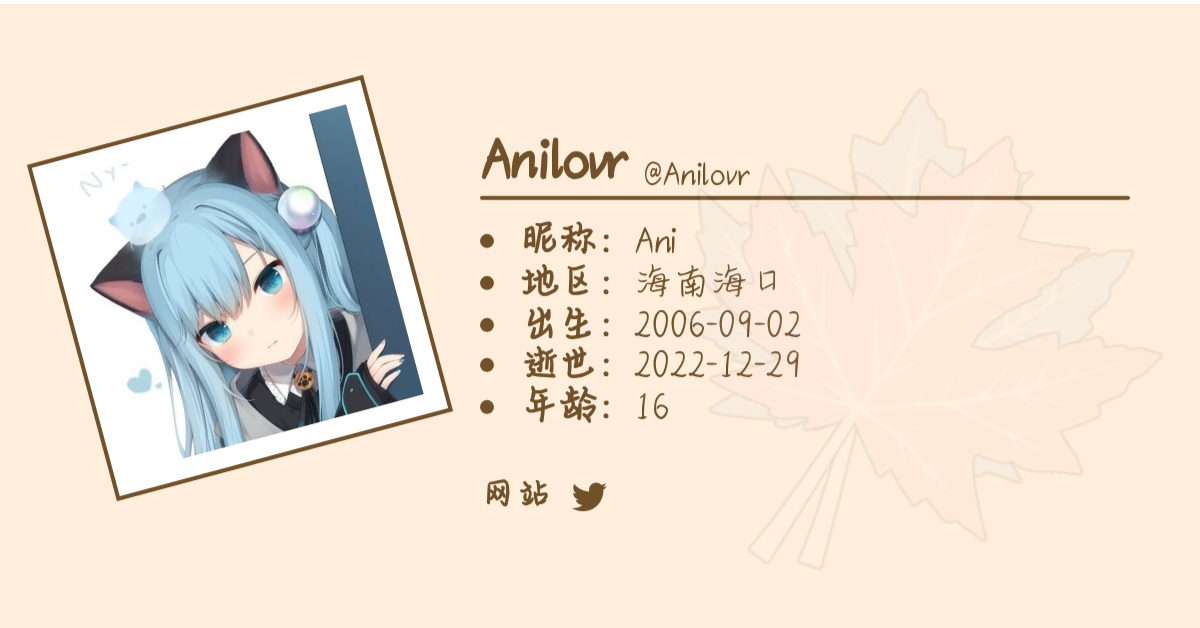 Ny~
Anilovr @Anilovr
昵称： Ani
地区： 海南海口
出生： 2006-09-02
逝世： 2022-12-29
年龄： 16
网站